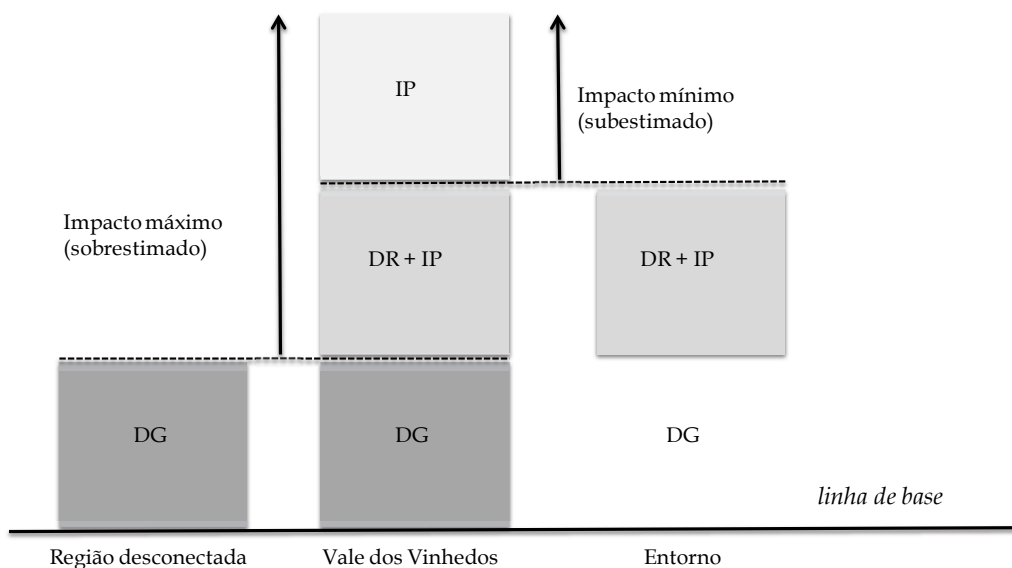 IP
Impacto mínimo
(subestimado)
Impacto máximo
(sobrestimado)
DR + IP
DR + IP
DG
DG
DG
linha de base
Região desconectada
Vale dos Vinhedos
Entorno